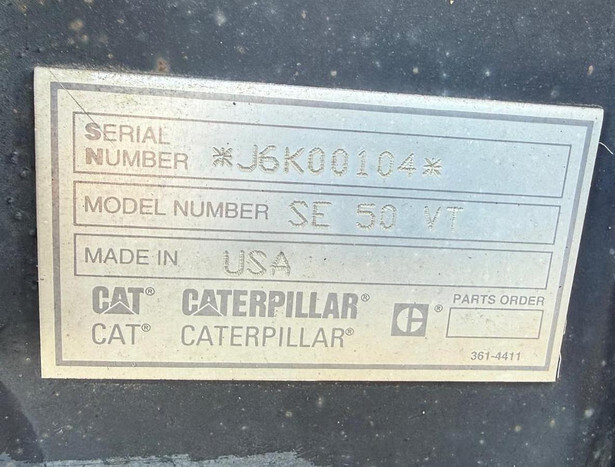 SERIAL
NUMBER *J6K00104*
MODEL NUMBER SE 50 VT
MADE IN USA
CAT® CATERPILLAR® C ® PARTS ORDER
CAT® CATERPILLAR®
361-4411